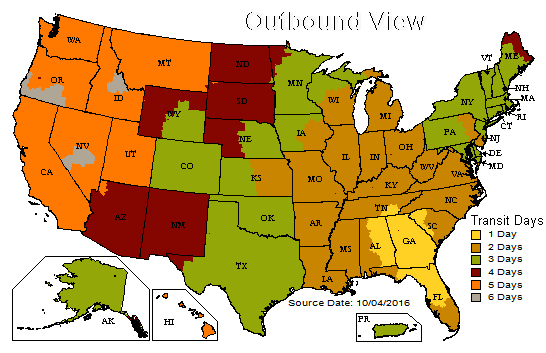 Outbound View
WA
MT
ND
ME
VT
OR
ID
MN
NH
SD
WI
NY
MA
WY
MI
RI
CT
IA
PA
NJ
NE
NV
OH
DE
UT
IL
IN
WV
MD
CO
CA
KS
MO
VA
KY
NC
TN
OK
AR
SC
AZ
NM
MS
AL
GA
TX
LA
FL
Transit Days
1 Day
2 Days
3 Days
4 Days
5 Days
6 Days
Source Date: 10/04/2016
AK
HI
PR